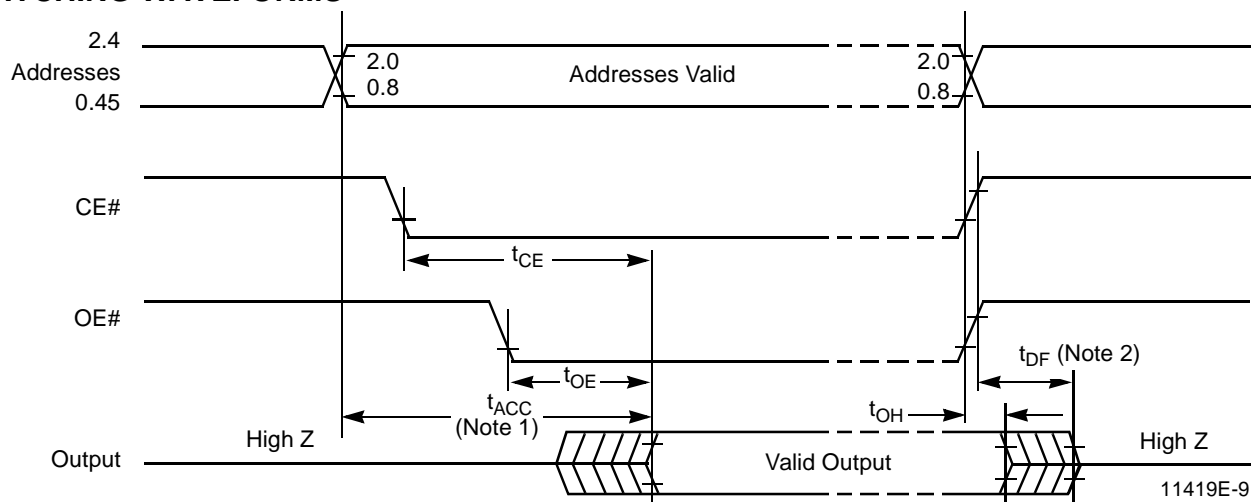 2.4
Addresses
0.45
2.0
0.8
Addresses Valid
2.0
0.8
CE#
tCE
OE#
tDF (Note 2)
tOE
tACC
(Note 1)
tOH
High Z
High Z
Output
Valid Output
11419E-9